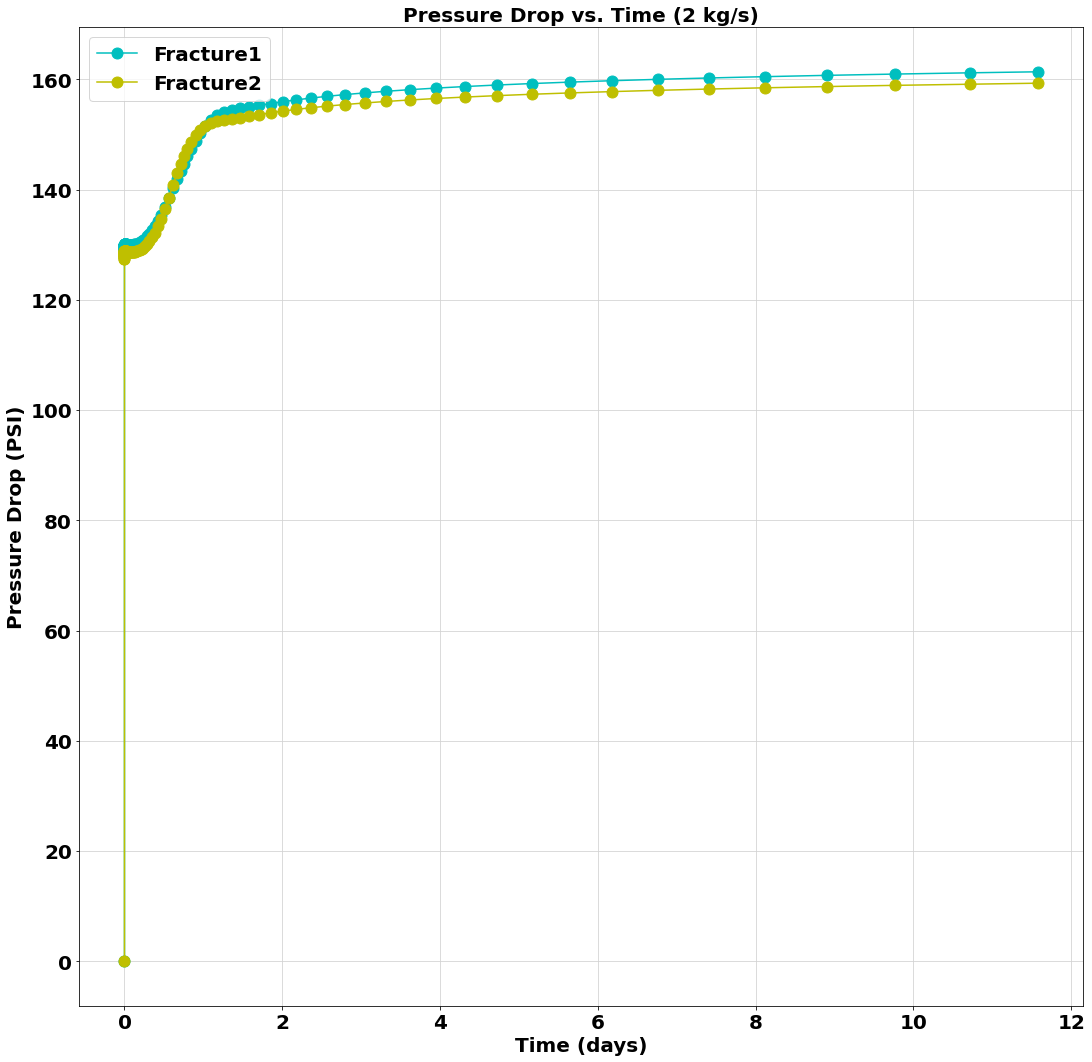 Pressure Drop vs. Time (2 kg/s)
Fracture1
Fracture2
160
140
120
100
80
60
40
20
0
Pressure Drop (PSI)
0 2 4 6 8 10 12
Time (days)